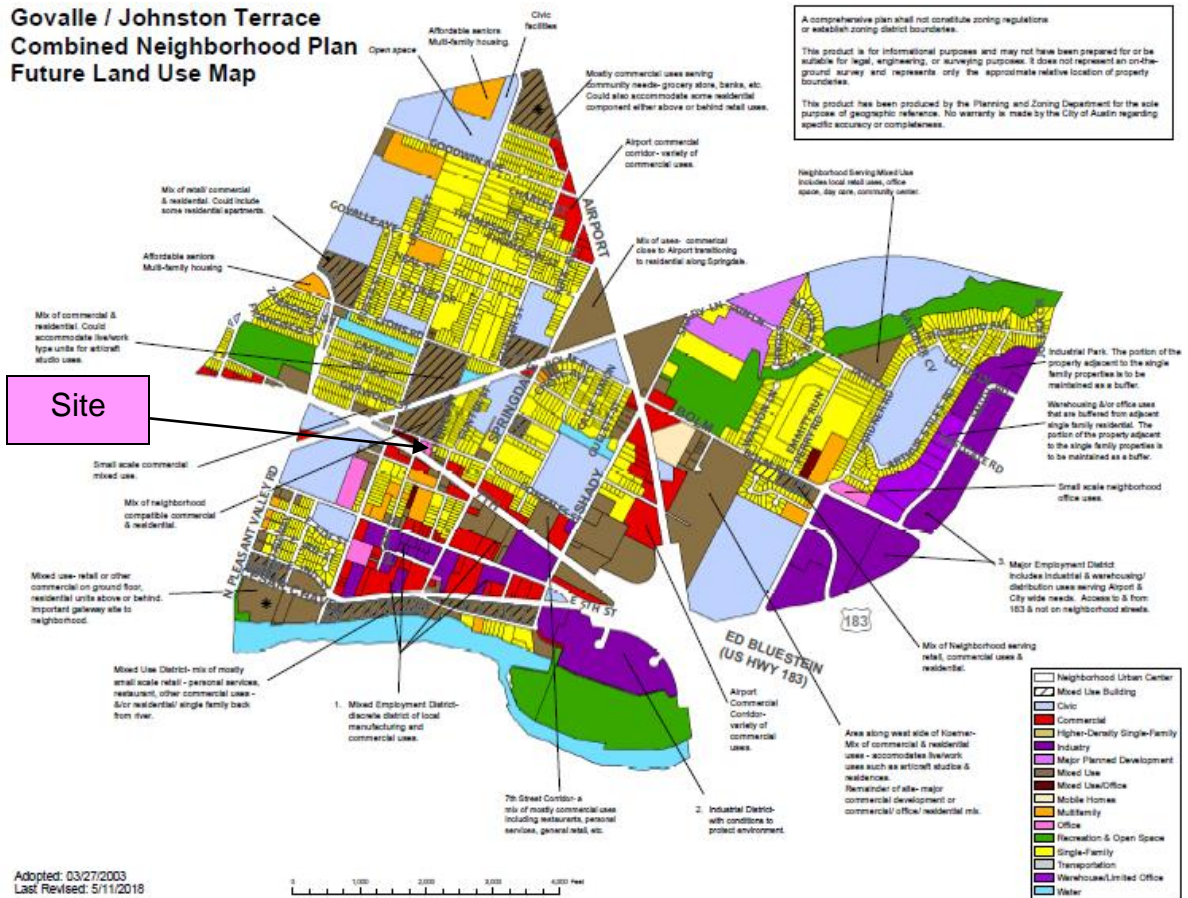 Govalle / Johnston Terrace
Combined Neighborhood Plan
Future Land Use Map
Open space
Affordable seniors
Multi-family housing.
Civic
facilities
Mostly commercial uses serving
community needs- grocery store, banks, etc.
Could also accommodate some residential
component either above or behind retail uses.
A comprehensive plan shall not constitute zoning regulations
or establish zoning district boundaries.
This product is for informational purposes and may not have been prepared for or be
suitable for legal, engineering, or surveying purposes. It does not represent an on-the-
ground survey and represents only the approximate relative location of property
boundaries.
This product has been produced by the Planning and Zoning Department for the sole
purpose of geographic reference. No warranty is made by the City of Austin regarding
specific accuracy or completeness.
Airport commercial
corridor- variety of
commercial uses.
Neighborhood Serving Mixed Use
Includes local retail uses, office
space, day care, community center.
Mix of retail/ commercial
& residential. Could include
some residential apartments.
Mix of uses- commerical
close to Airport transitioning
to residential along Springdale.
Affordable seniors
Multi-family housing
Mix of commercial &
residential. Could
accommodate live/work
type units for art/craft
studio uses.
Site
Small scale commercial
mixed use.
Mix of neighborhood
compatible commercial
& residential.
Mixed use- retail or other
commercial on ground floor,
residential units above or behind.
Important gateway site to
neighborhood.
Mixed Use District- mix of mostly
small scale retail - personal services,
restaurant, other commercial uses -
&/or residential/ single family back
from river.
1. Mixed Employment District-
discrete district of local
manufacturing and
commercial uses.
7th Street Corridor- a
mix of mostly commercial uses
including restaurants, personal
services, general retail, etc.
2. Industrial District-
with conditions to
protect environment.
Airport
Commercial
Corridor-
variety of
commercial
uses.
Area along west side of Koerner-
Mix of commercial & residential
uses - accomodates live/work
uses such as art/craft studios &
residences.
Remainder of site- major
commercial development or
commercial/ office/ residential mix.
Mix of Neighborhood serving
retail, commercial uses &
residential.
Industrial Park. The portion of the
property adjacent to the single
family properties is to be
maintained as a buffer.
Warehousing &/or office uses
that are buffered from adjacent
single family residential. The
portion of the property adjacent
to the single family properties is
to be maintained as a buffer.
Small scale neighborhood
office uses.
3. Major Employment District
includes Industrial & warehousing/
distribution uses serving Airport &
City wide needs. Access to & from
183 & not on neighborhood streets.
GOODWIN AVE
GOVALLE AVE
AIRPORT
SPRINGDALE
SHADY
N PLEASANT VALLEY RD
E 5TH ST
ED BLUESTEIN
(US HWY 183)
183
Neighborhood Urban Center
Mixed Use Building
Civic
Commercial
Higher-Density Single-Family
Industry
Major Planned Development
Mixed Use
Mixed Use/Office
Mobile Homes
Multifamily
Office
Recreation & Open Space
Single-Family
Transportation
Warehouse/Limited Office
Water
Adopted: 03/27/2003
Last Revised: 5/11/2018
0 1,000 2,000 3,000 4,000 Feet